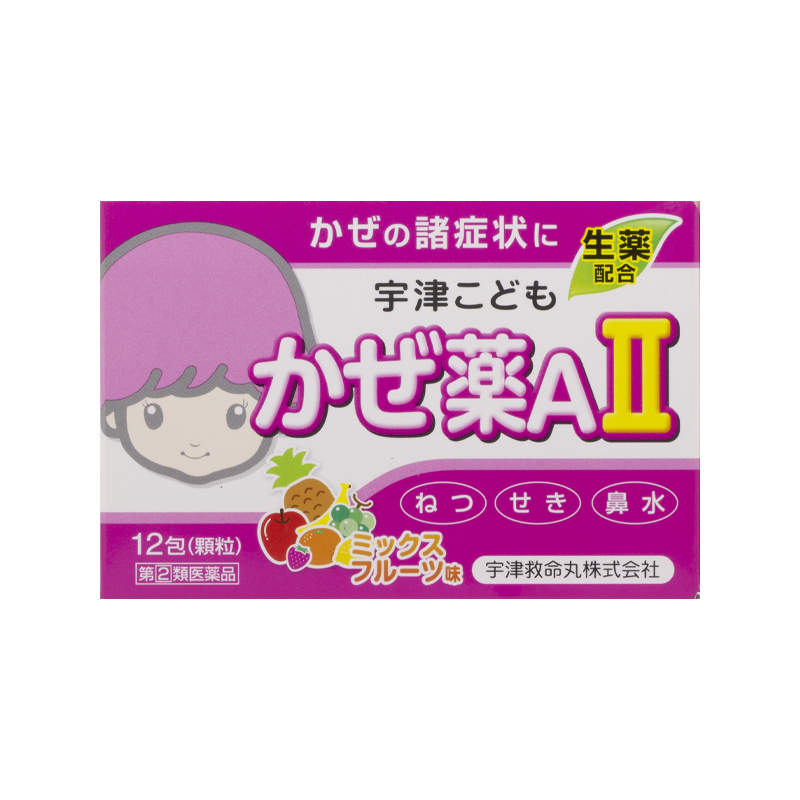 かぜの諸症状に
生薬
配合
宇津こども
かぜ薬AⅡ
ねつ せき 鼻水
12包(顆粒)
指定第②類医薬品
ミックス
フルーツ味
宇津救命丸株式会社